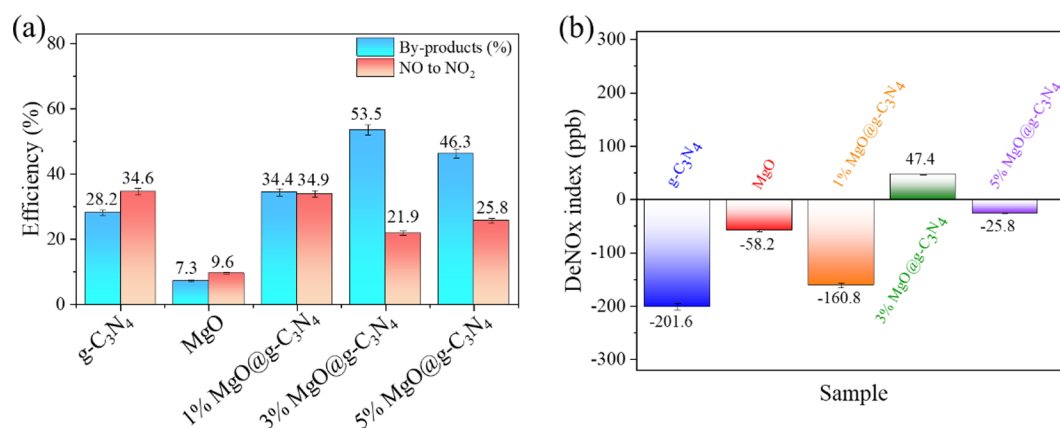 (a)
By-products (%)
NO to NO₂
Efficiency (%)
80
60
40
20
0
28.2
34.6
7.3
9.6
34.4
34.9
53.5
21.9
46.3
25.8
g-C₃N₄
MgO
1% MgO@g-C₃N₄
3% MgO@g-C₃N₄
5% MgO@g-C₃N₄
(b)
DeNOx index (ppb)
300
200
100
0
-100
-200
-300
g-C₃N₄
MgO
1% MgO@g-C₃N₄
3% MgO@g-C₃N₄
5% MgO@g-C₃N₄
-201.6
-58.2
-160.8
47.4
-25.8
Sample